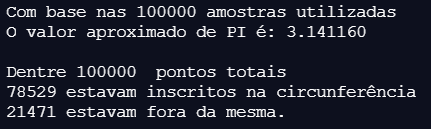 Com base nas 100000 amostras utilizadas
O valor aproximado de PI é: 3.141160
Dentre 100000  pontos totais
78529 estavam inscritos na circunferência
21471 estavam fora da mesma.